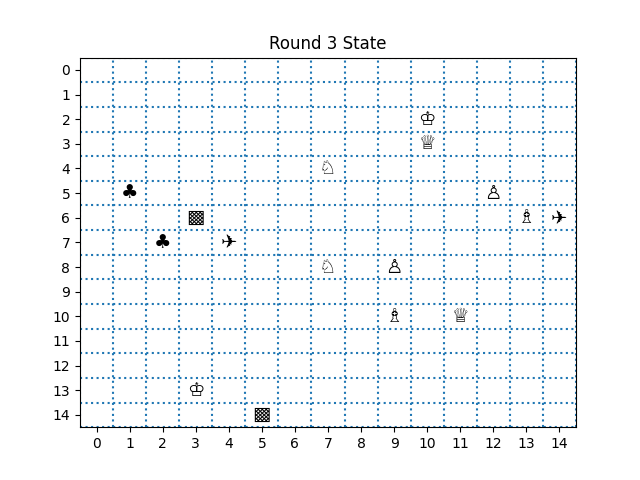 Round 3 State
0
1
2 ♔
3 ♕
4 ♘
5 ♣ ♙
6 ▩ ♗ ✈
7 ♣ ✈
8 ♘ ♙
9
10 ♗ ♕
11
12
13 ♔
14 ▩
0 1 2 3 4 5 6 7 8 9 10 11 12 13 14